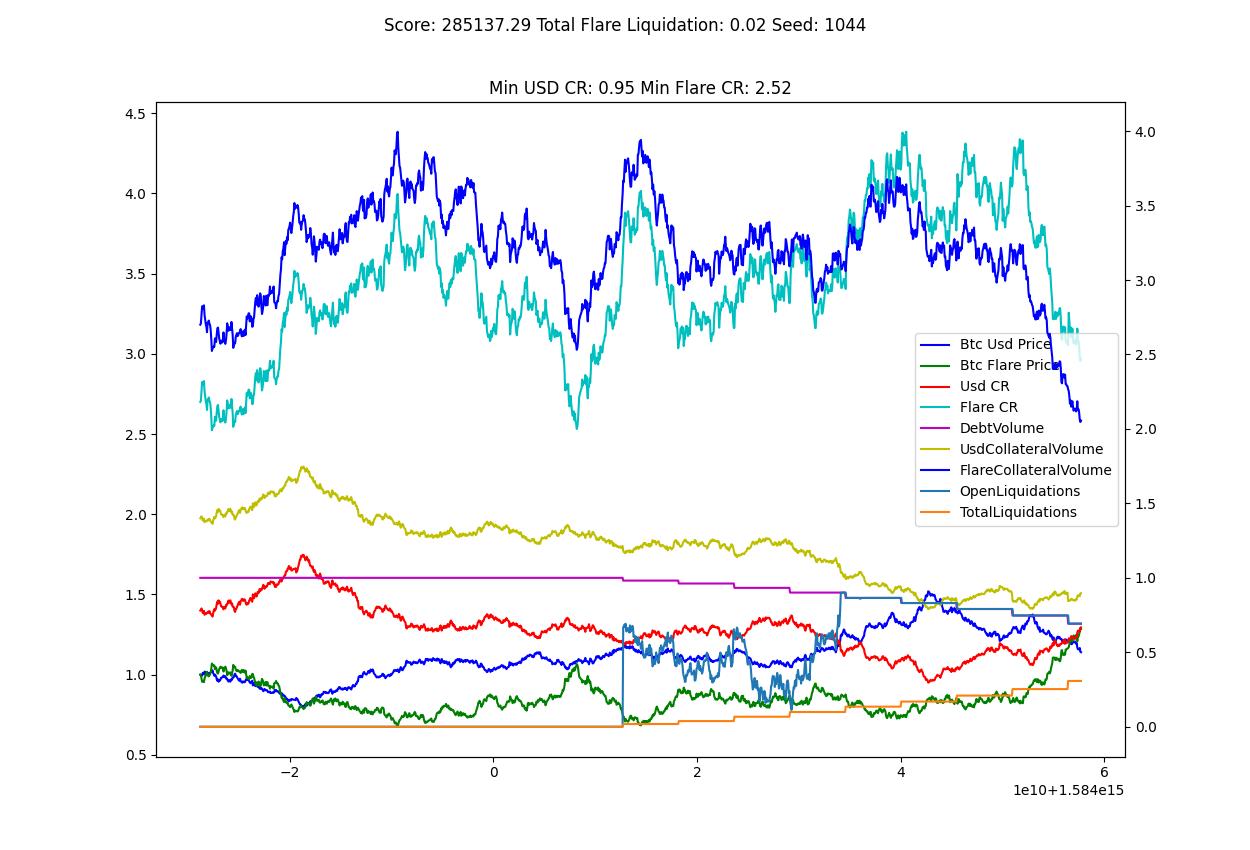 Score: 285137.29 Total Flare Liquidation: 0.02 Seed: 1044
Min USD CR: 0.95 Min Flare CR: 2.52
4.5
4.0
3.5
3.0
2.5
2.0
1.5
1.0
0.5
4.0
3.5
3.0
2.5
2.0
1.5
1.0
0.5
0.0
Btc Usd Price
Btc Flare Price
Usd CR
Flare CR
DebtVolume
UsdCollateralVolume
FlareCollateralVolume
OpenLiquidations
TotalLiquidations
−2 0 2 4 6
1e10+1.584e15